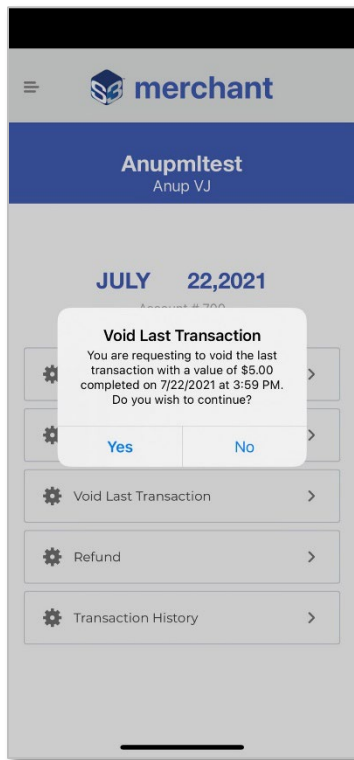 S3 merchant
Anupmltest
Anup VJ
JULY 22,2021
Void Last Transaction
You are requesting to void the last
transaction with a value of $5.00
completed on 7/22/2021 at 3:59 PM.
Do you wish to continue?
Yes No
Void Last Transaction
Refund
Transaction History